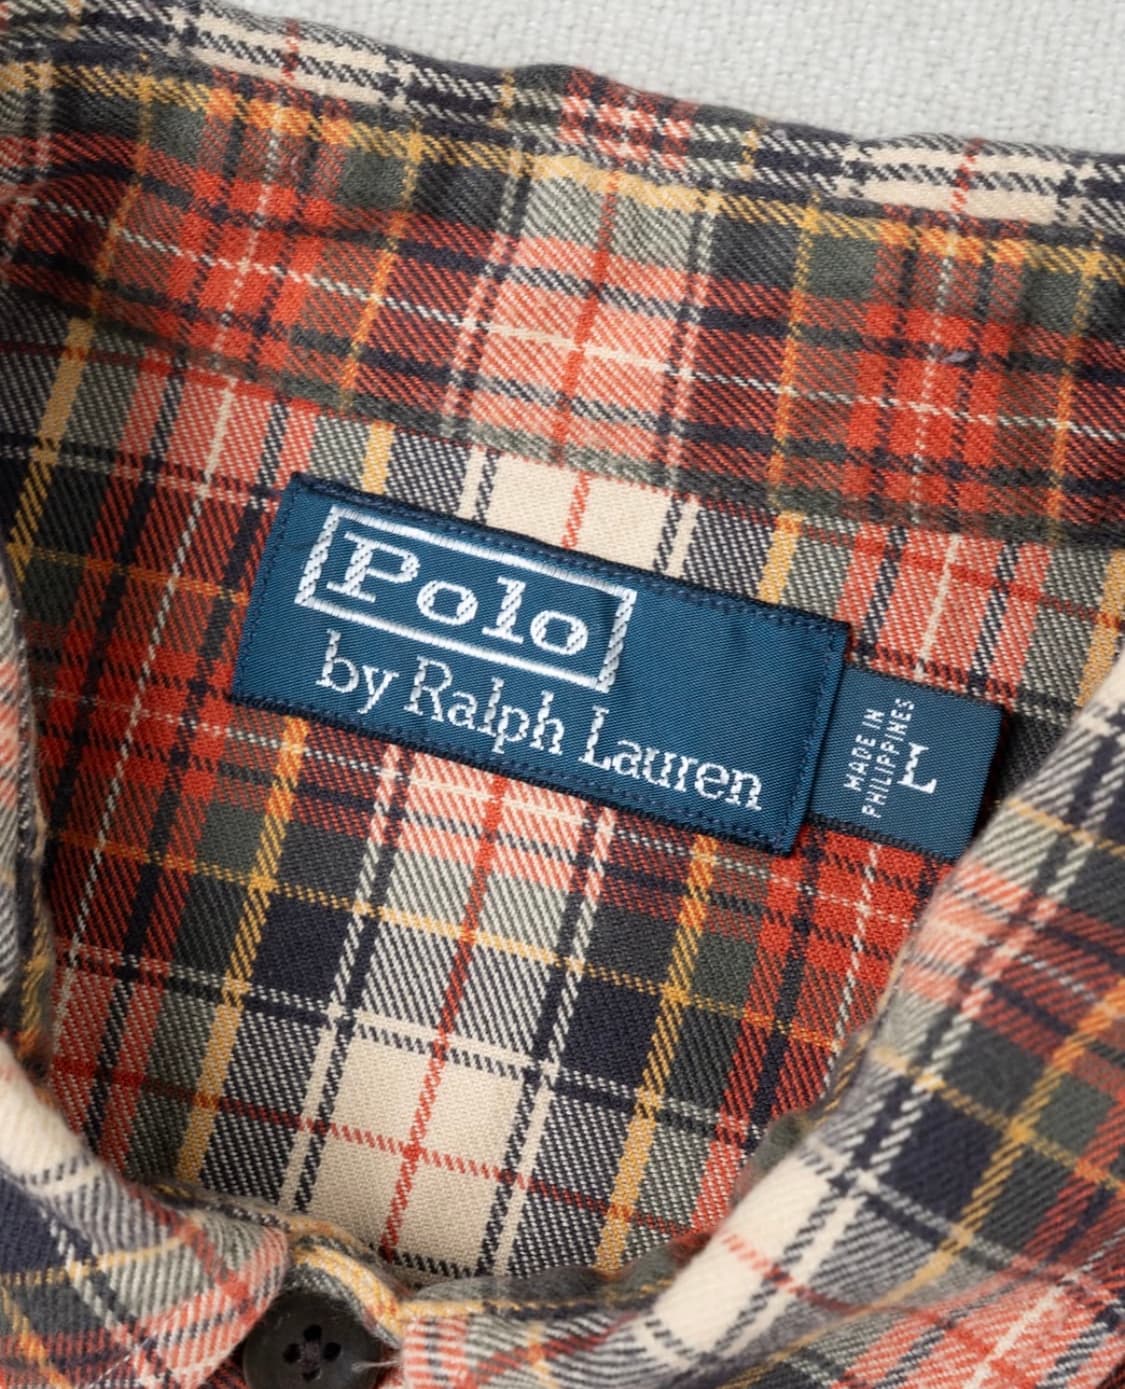 Polo
by Ralph Lauren
MADE IN
PHILIPPINES
L